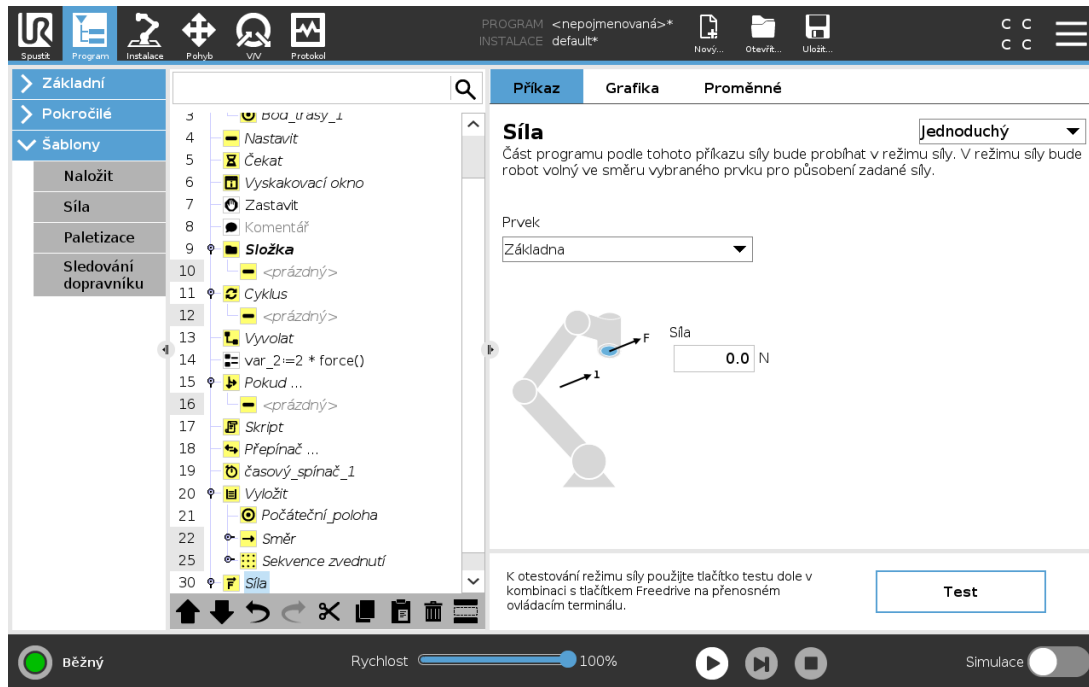 PROGRAM <nepojmenovaná>*
INSTALACE default*
Spustit Program Instalace Pohyb V/V Protokol
Nový... Otevřít... Uložit...
C C
C C
Základní
Pokročilé
Šablony
Naložit
Síla
Paletizace
Sledování
dopravníku
3 Bod_trasy_1
4 Nastavit
5 Čekat
6 Vyskakovací okno
7 Zastavit
8 Komentář
9 Složka
10 <prázdný>
11 Cyklus
12 <prázdný>
13 Vyvolat
14 var_2≔2 * force()
15 Pokud ...
16 <prázdný>
17 Skript
18 Přepínač ...
19 časový_spínač_1
20 Vyložit
21 Počáteční_poloha
22 Směr
25 Sekvence zvednutí
30 Síla
Příkaz Grafika Proměnné
Síla
Jednoduchý
Část programu podle tohoto příkazu síly bude probíhat v režimu síly. V režimu síly bude
robot volný ve směru vybraného prvku pro působení zadané síly.
Prvek
Základna
F
1
Síla
0.0 N
K otestování režimu síly použijte tlačítko testu dole v
kombinaci s tlačítkem Freedrive na přenosném
ovládacím terminálu.
Test
Běžný
Rychlost 100%
Simulace